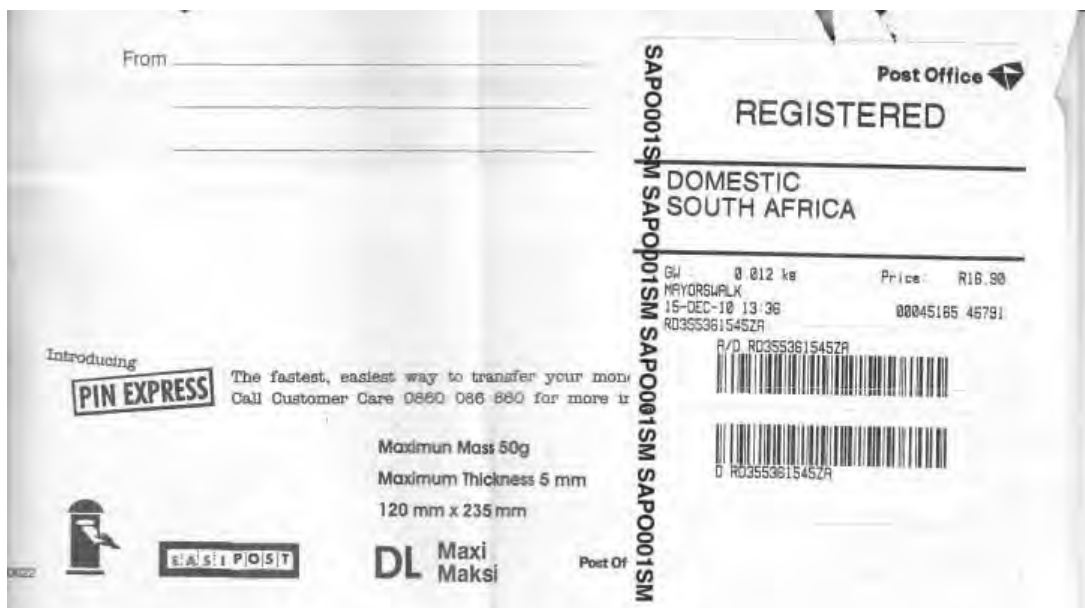 From
Introducing
PIN EXPRESS
The fastest, easiest way to transfer your mon
Call Customer Care 0860 086 860 for more
Maximun Mass 50g
Maximum Thickness 5 mm
120 mm x 235 mm
EASIPOST
DL Maxi
Maksi
Post Of
SAPO001SM SAPO001SM SAPO001SM SAPO001SM SAPO001SM
Post Office
REGISTERED
DOMESTIC
SOUTH AFRICA
GW : 0.012 kg Price: R16.90
MAYORSWALK
15-DEC-10 13:36 00045165 46791
RD355361545ZA
A/D RD355361545ZA
D RD355361545ZA